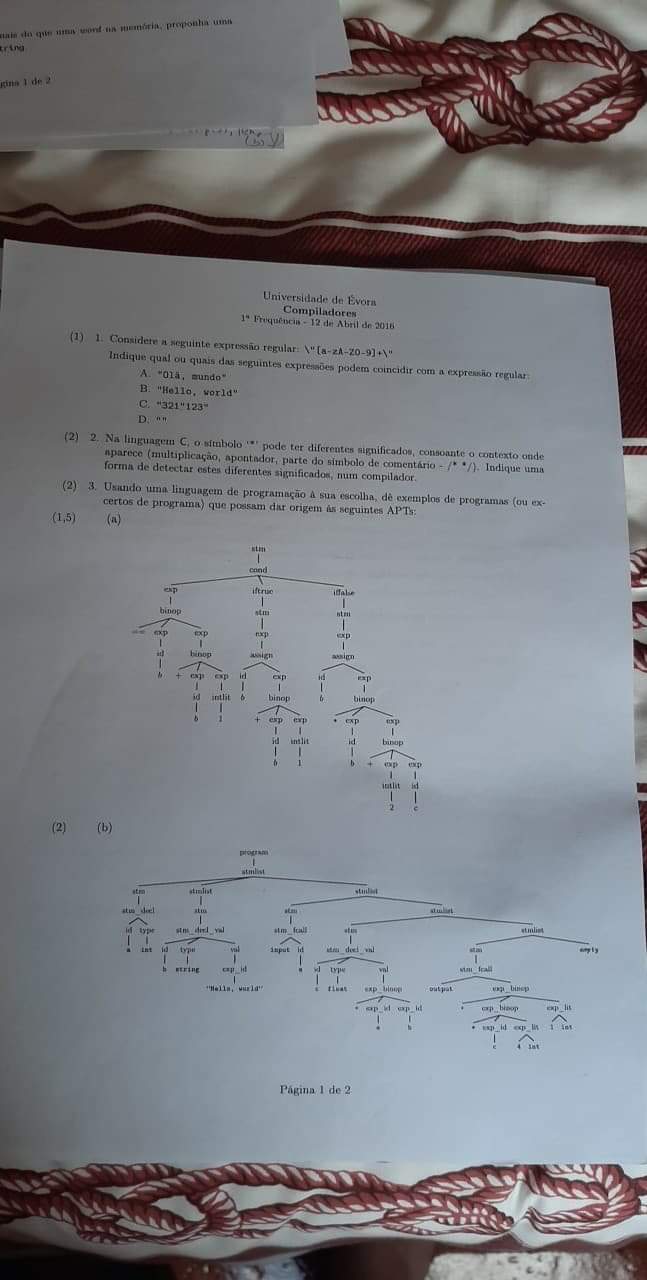 mais do que uma word na memória, proponha uma
tring.
gina 1 de 2
Universidade de Évora
Compiladores
1ª Frequência - 12 de Abril de 2016
(1) 1. Considere a seguinte expressão regular: \"[a-zA-Z0-9]+\"
Indique qual ou quais das seguintes expressões podem coincidir com a expressão regular:
A. "Olá, mundo"
B. "Hello, world"
C. "321"123"
D. ""
(2) 2. Na linguagem C, o símbolo '*' pode ter diferentes significados, consoante o contexto onde
aparece (multiplicação, apontador, parte do símbolo de comentário - /* */). Indique uma
forma de detectar estes diferentes significados, num compilador.
(2) 3. Usando uma linguagem de programação à sua escolha, dê exemplos de programas (ou ex-
certos de programa) que possam dar origem às seguintes APTs:
(1,5) (a)
stm
cond
exp iftrue iffalse
binop stm stm
== exp exp exp exp
id binop assign assign
b + exp exp id exp id exp
id intlit b binop b binop
b 1 + exp exp * exp exp
id intlit id binop
b 1 b + exp exp
intlit id
2 c
(2) (b)
program
stmlist
stm stmlist stmlist
stm_decl stm stm stmlist
id type stm_decl_val stm_fcall stm stmlist
a int id type val input id stm_decl_val stm empty
b string exp_id a id type val stm_fcall
"Hello, world" c float exp_binop output exp_binop
exp_id exp_id exp_binop exp_lit
a b exp_id exp_lit 1 int
c 4 int
Página 1 de 2